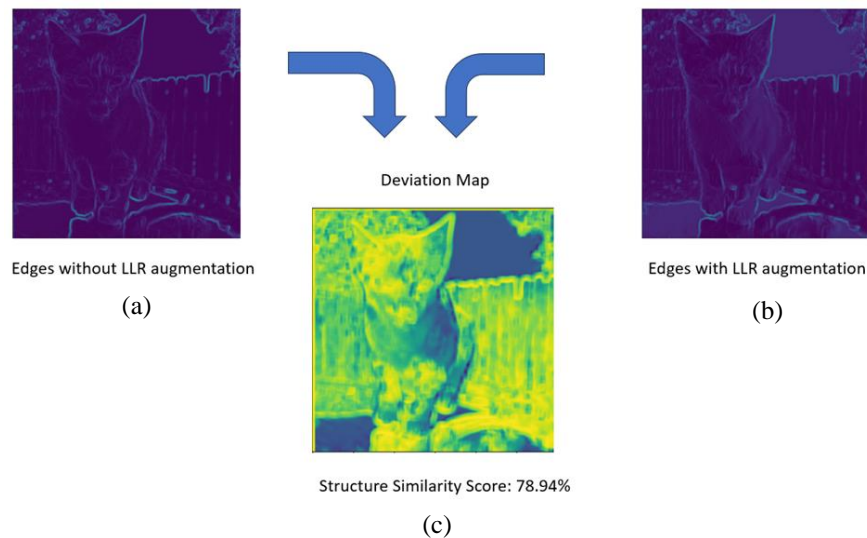 Deviation Map
Edges without LLR augmentation
Edges with LLR augmentation
(a)
(b)
Structure Similarity Score: 78.94%
(c)